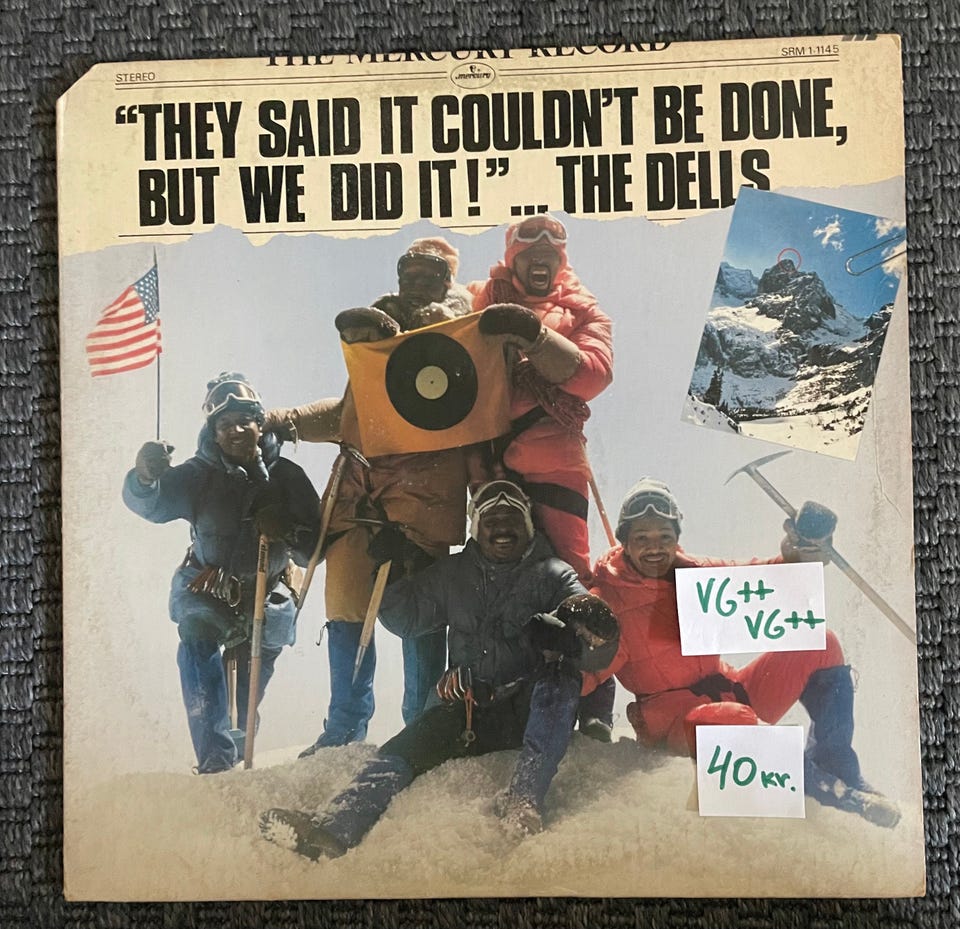 THE MERCURY RECORD
STEREO
mercury
SRM 1-1145
“THEY SAID IT COULDN’T BE DONE,
BUT WE DID IT!”... THE DELLS
VG++
VG++
40 kr.